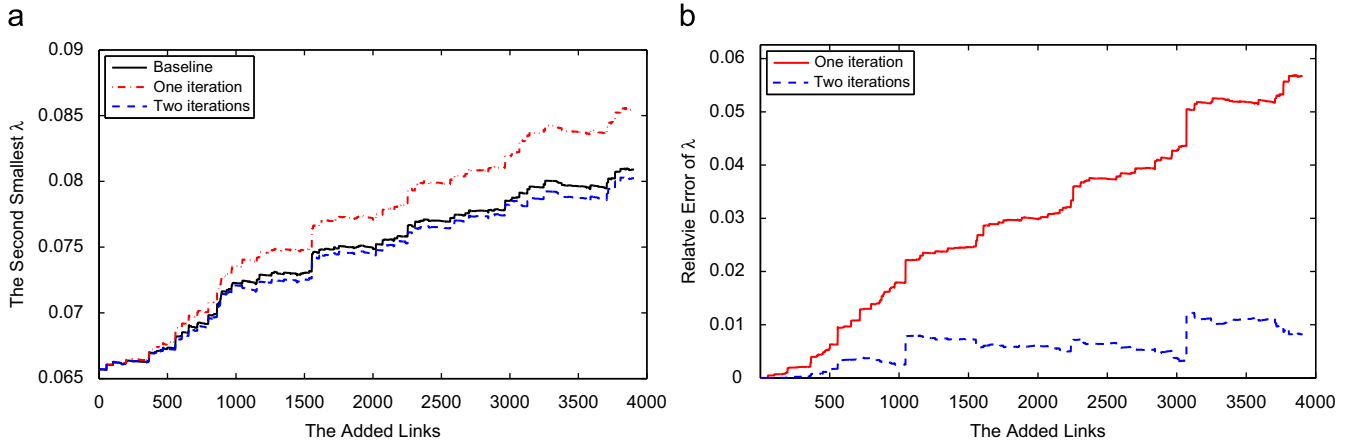 a
0.09
0.085
0.08
0.075
0.07
0.065
The Second Smallest λ
Baseline
One iteration
Two iterations
0 500 1000 1500 2000 2500 3000 3500 4000
The Added Links
b
0.06
0.05
0.04
0.03
0.02
0.01
0
Relatvie Error of λ
One iteration
Two iterations
500 1000 1500 2000 2500 3000 3500 4000
The Added Links